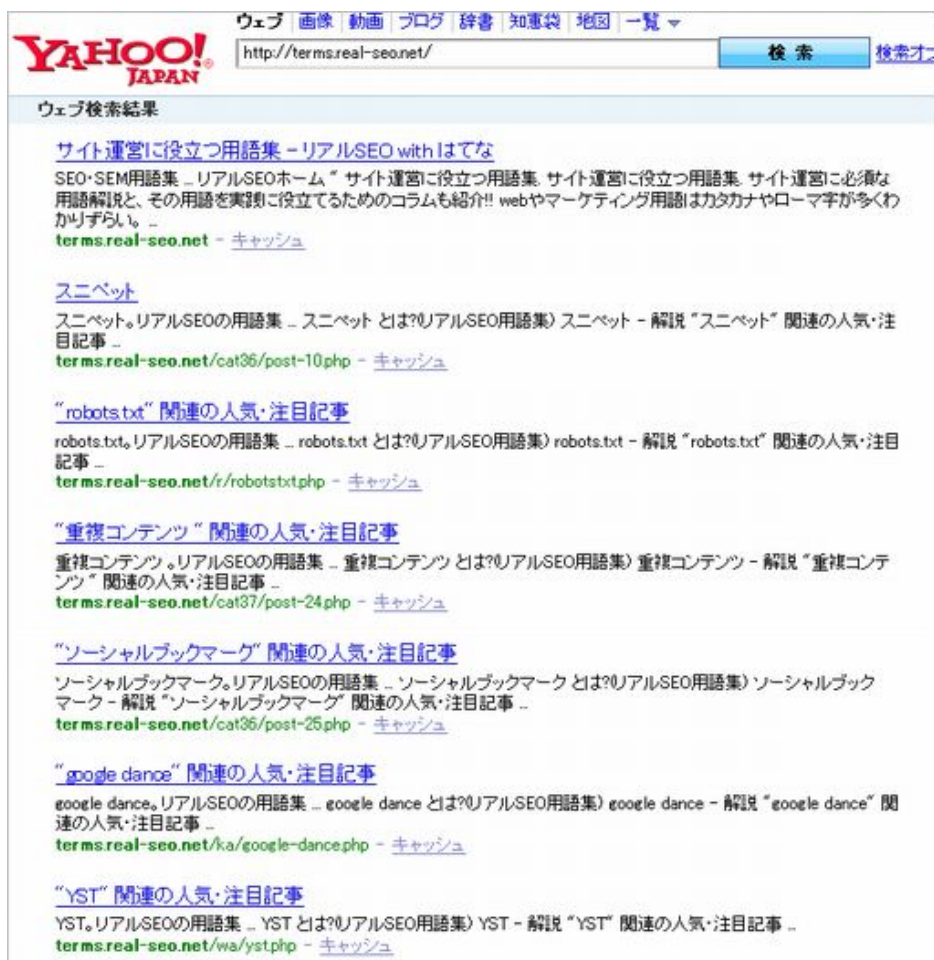 ウェブ 画像 動画 ブログ 辞書 知恵袋 地図 一覧
YAHOO! JAPAN
http://terms.real-seo.net/ 検索 検索オプ
ウェブ検索結果
サイト運営に役立つ用語集 - リアルSEO with はてな
SEO・SEM用語集 ... リアルSEOホーム " サイト運営に役立つ用語集. サイト運営に役立つ用語集. サイト運営に必須な
用語解説と、その用語を実践に役立てるためのコラムも紹介!! webやマーケティング用語はカタカナやローマ字が多くわ
かりずらい。 ...
terms.real-seo.net - キャッシュ
スニペット
スニペット。リアルSEOの用語集 ... スニペット とは?(リアルSEO用語集) スニペット - 解説 "スニペット" 関連の人気・注
目記事 ...
terms.real-seo.net/cat36/post-10.php - キャッシュ
"robots.txt" 関連の人気・注目記事
robots.txt。リアルSEOの用語集 ... robots.txt とは?(リアルSEO用語集) robots.txt - 解説 "robots.txt" 関連の人気・注目
記事 ...
terms.real-seo.net/r/robotstxt.php - キャッシュ
"重複コンテンツ " 関連の人気・注目記事
重複コンテンツ 。リアルSEOの用語集 ... 重複コンテンツ とは?(リアルSEO用語集) 重複コンテンツ - 解説 "重複コンテ
ンツ " 関連の人気・注目記事 ...
terms.real-seo.net/cat37/post-24.php - キャッシュ
"ソーシャルブックマーク" 関連の人気・注目記事
ソーシャルブックマーク。リアルSEOの用語集 ... ソーシャルブックマーク とは?(リアルSEO用語集) ソーシャルブック
マーク - 解説 "ソーシャルブックマーク" 関連の人気・注目記事 ...
terms.real-seo.net/cat36/post-25.php - キャッシュ
"google dance" 関連の人気・注目記事
google dance。リアルSEOの用語集 ... google dance とは?(リアルSEO用語集) google dance - 解説 "google dance" 関
連の人気・注目記事 ...
terms.real-seo.net/ka/google-dance.php - キャッシュ
"YST" 関連の人気・注目記事
YST。リアルSEOの用語集 ... YST とは?(リアルSEO用語集) YST - 解説 "YST" 関連の人気・注目記事 ...
terms.real-seo.net/wa/yst.php - キャッシュ